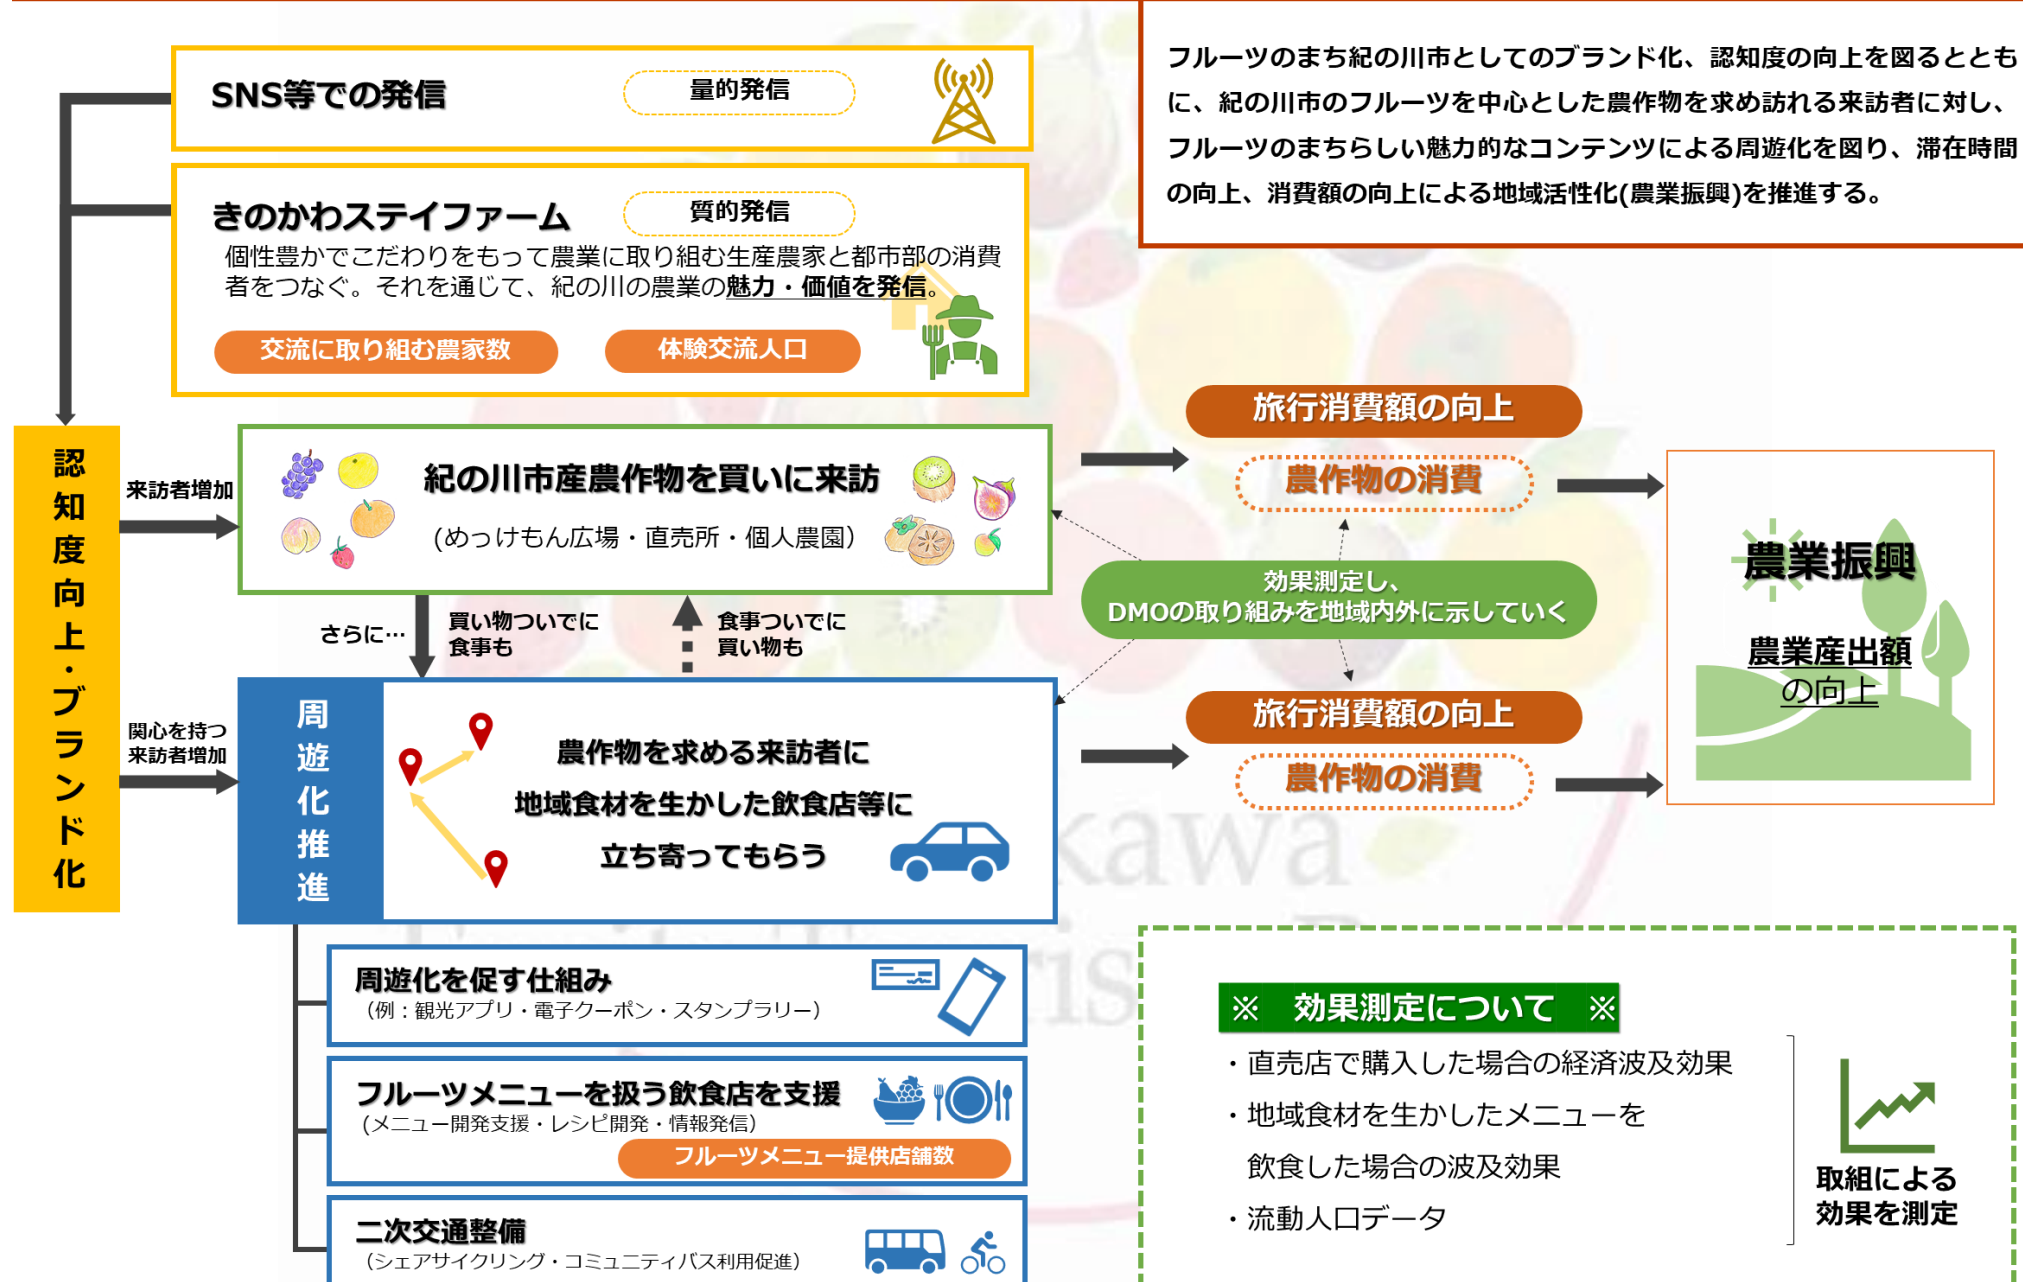 フルーツのまち紀の川市としてのブランド化、認知度の向上を図るととも
に、紀の川市のフルーツを中心とした農作物を求め訪れる来訪者に対し、
フルーツのまちらしい魅力的なコンテンツによる周遊化を図り、滞在時間
の向上、消費額の向上による地域活性化(農業振興)を推進する。
SNS等での発信
量的発信
きのかわステイファーム
質的発信
個性豊かでこだわりをもって農業に取り組む生産農家と都市部の消費
者をつなぐ。それを通じて、紀の川の農業の魅力・価値を発信。
交流に取り組む農家数
体験交流人口
認知度向上・ブランド化
来訪者増加
紀の川市産農作物を買いに来訪
(めっけもん広場・直売所・個人農園)
旅行消費額の向上
農作物の消費
さらに…
買い物ついでに
食事も
食事ついでに
買い物も
効果測定し、
DMOの取り組みを地域内外に示していく
農業振興
農業産出額
の向上
関心を持つ
来訪者増加
周遊化推進
農作物を求める来訪者に
地域食材を生かした飲食店等に
立ち寄ってもらう
旅行消費額の向上
農作物の消費
周遊化を促す仕組み
（例：観光アプリ・電子クーポン・スタンプラリー）
フルーツメニューを扱う飲食店を支援
(メニュー開発支援・レシピ開発・情報発信)
フルーツメニュー提供店舗数
二次交通整備
（シェアサイクリング・コミュニティバス利用促進）
※　効果測定について　※
・直売店で購入した場合の経済波及効果
・地域食材を生かしたメニューを
飲食した場合の波及効果
・流動人口データ
取組による
効果を測定